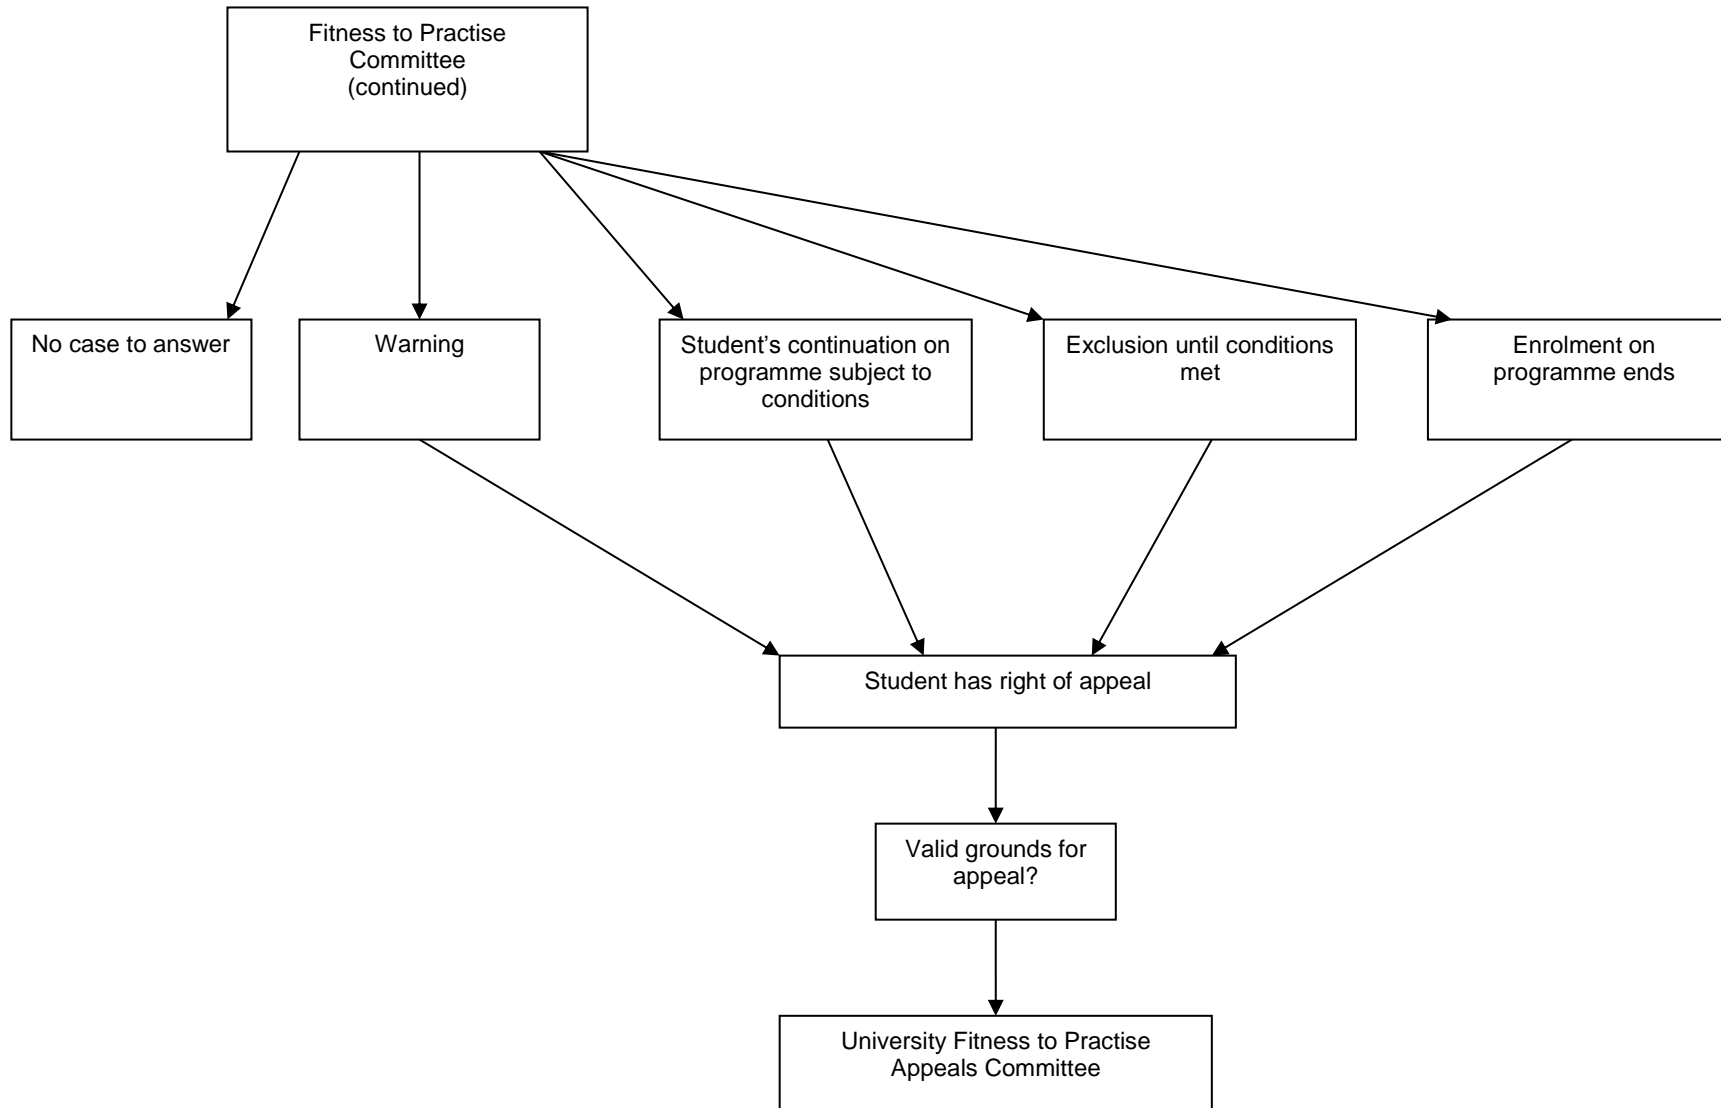 Fitness to Practise
Committee
(continued)
No case to answer
Warning
Student’s continuation on
programme subject to
conditions
Exclusion until conditions
met
Enrolment on
programme ends
Student has right of appeal
Valid grounds for
appeal?
University Fitness to Practise
Appeals Committee